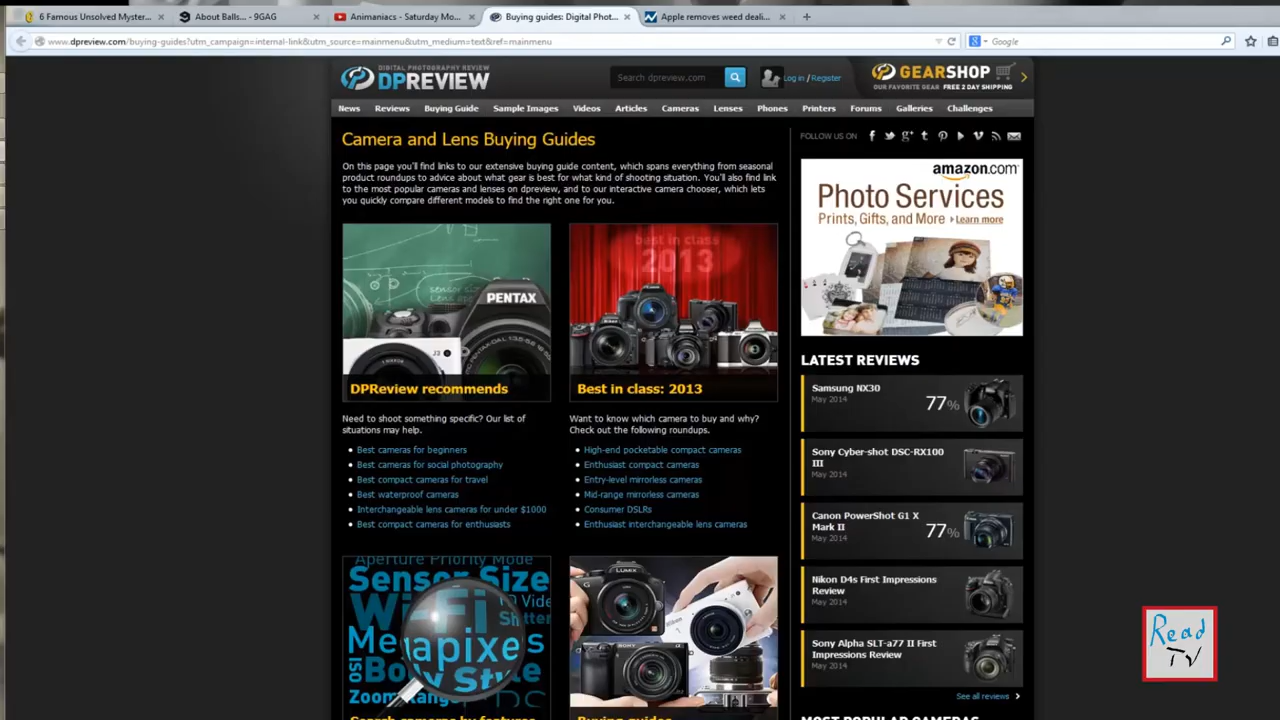 6 Famous Unsolved Myster...
About Balls... - 9GAG
Animaniacs - Saturday Mo...
Buying guides: Digital Phot...
Apple removes weed deali...
www.dpreview.com/buying-guides?utm_campaign=internal-link&utm_source=mainmenu&utm_medium=text&ref=mainmenu
Google
DIGITAL PHOTOGRAPHY REVIEW
DPREVIEW
Search dpreview.com
Log in / Register
GEARSHOP
OUR FAVORITE GEAR FREE 2 DAY SHIPPING
News Reviews Buying Guide Sample Images Videos Articles Cameras Lenses Phones Printers Forums Galleries Challenges
Camera and Lens Buying Guides
On this page you'll find links to our extensive buying guide content, which spans everything from seasonal
product roundups to advice about what gear is best for what kind of shooting situation. You'll also find link
to the most popular cameras and lenses on dpreview, and to our interactive camera chooser, which lets
you quickly compare different models to find the right one for you.
PENTAX
J3
DPReview recommends
Need to shoot something specific? Our list of
situations may help.
Best cameras for beginners
Best cameras for social photography
Best compact cameras for travel
Best waterproof cameras
Interchangeable lens cameras for under $1000
Best compact cameras for enthusiasts
best in class
2013
Best in class: 2013
Want to know which camera to buy and why?
Check out the following roundups.
High-end pocketable compact cameras
Enthusiast compact cameras
Entry-level mirrorless cameras
Mid-range mirrorless cameras
Consumer DSLRs
Enthusiast interchangeable lens cameras
Aperture Priority Mode
Sensor Size
WiFi
Megapixels
ISO
Body Style
Zoom Range
Search cameras by features
LUMIX
SONY
Buying guides
FOLLOW US ON
amazon.com
Photo Services
Prints, Gifts, and More
Learn more
LATEST REVIEWS
Samsung NX30
May 2014
77%
Sony Cyber-shot DSC-RX100
III
May 2014
Canon PowerShot G1 X
Mark II
May 2014
77%
Nikon D4s First Impressions
Review
May 2014
Sony Alpha SLT-a77 II First
Impressions Review
May 2014
See all reviews
MOST POPULAR CAMERAS
Read
TV